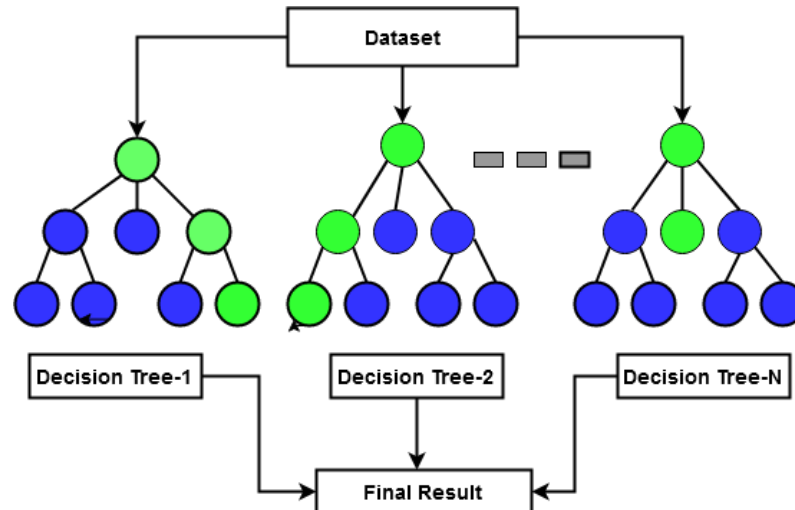 Dataset
Decision Tree-1
Decision Tree-2
Decision Tree-N
Final Result